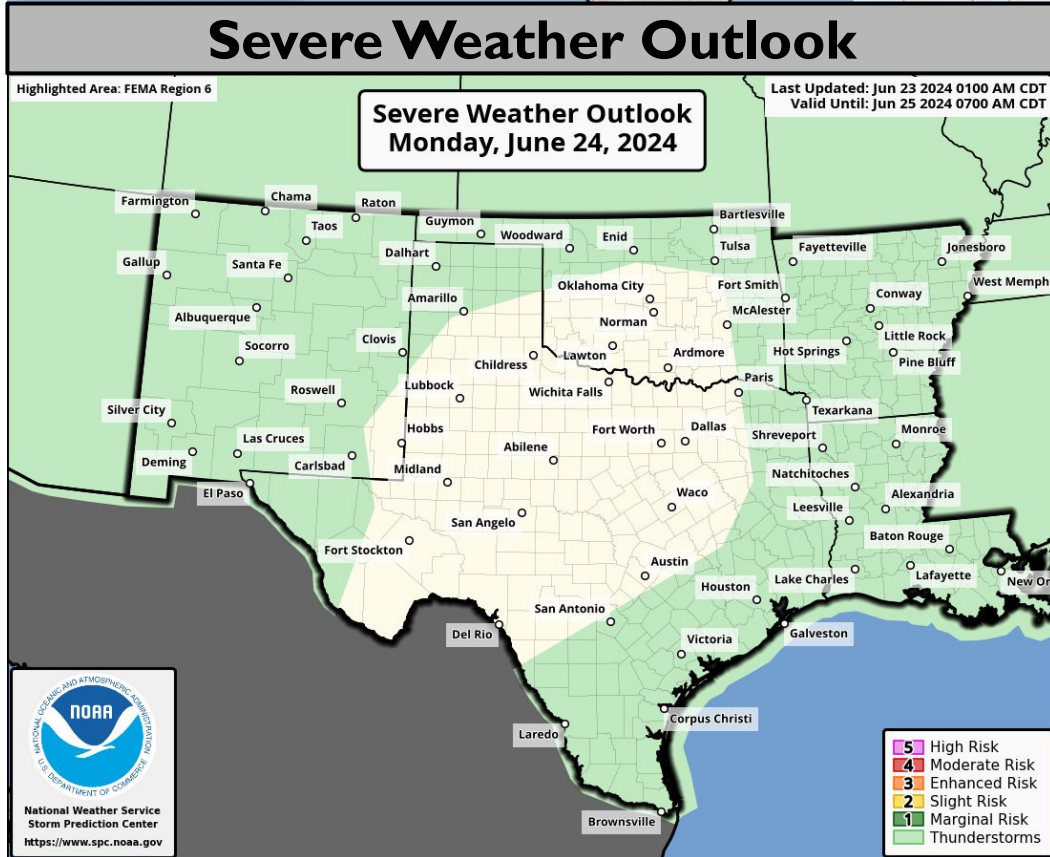 Severe Weather Outlook
Highlighted Area: FEMA Region 6
Last Updated: Jun 23 2024 0100 AM CDT
Valid Until: Jun 25 2024 0700 AM CDT
Severe Weather Outlook
Monday, June 24, 2024
Farmington
Chama
Raton
Taos
Guymon
Woodward
Enid
Bartlesville
Tulsa
Fayetteville
Jonesboro
Gallup
Santa Fe
Dalhart
Amarillo
Oklahoma City
Fort Smith
Conway
West Memph
Albuquerque
Norman
McAlester
Little Rock
Socorro
Clovis
Childress
Lawton
Ardmore
Hot Springs
Pine Bluff
Roswell
Lubbock
Wichita Falls
Paris
Texarkana
Silver City
Las Cruces
Hobbs
Abilene
Fort Worth
Dallas
Shreveport
Monroe
Deming
Carlsbad
Midland
Natchitoches
El Paso
San Angelo
Waco
Leesville
Alexandria
Fort Stockton
Austin
Baton Rouge
Houston
Lake Charles
Lafayette
New Or
Del Rio
San Antonio
Galveston
Victoria
Laredo
Corpus Christi
Brownsville
NATIONAL OCEANIC AND ATMOSPHERIC ADMINISTRATION
NOAA
U.S. DEPARTMENT OF COMMERCE
National Weather Service
Storm Prediction Center
https://www.spc.noaa.gov
5 High Risk
4 Moderate Risk
3 Enhanced Risk
2 Slight Risk
1 Marginal Risk
Thunderstorms